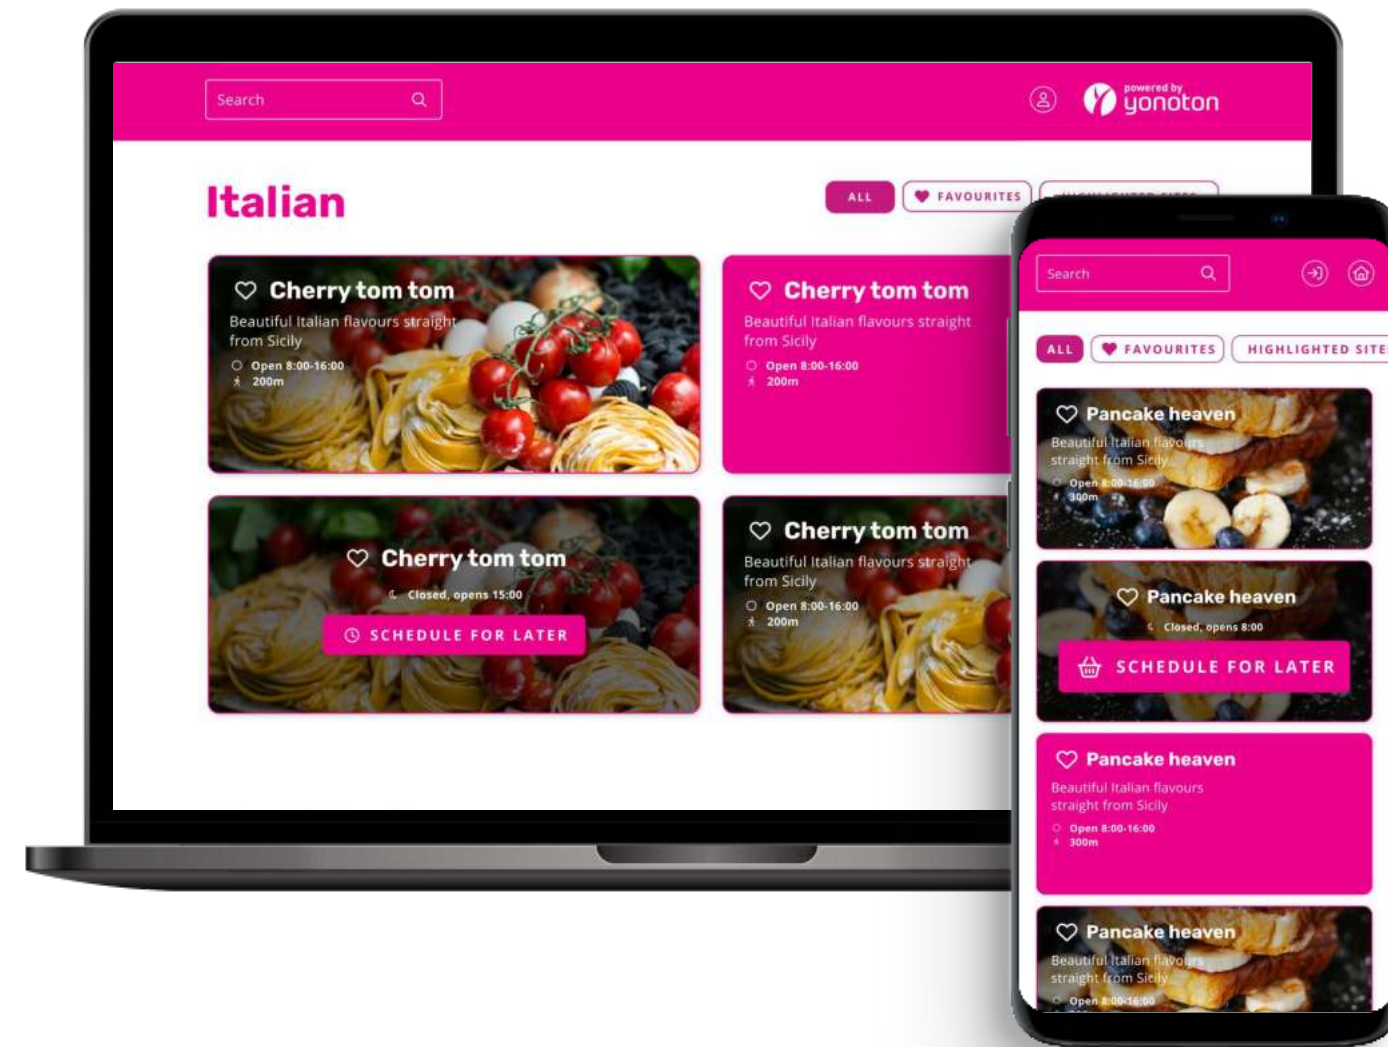 Search
powered by
yonoton
Italian
ALL
FAVOURITES
Cherry tom tom
Beautiful Italian flavours straight
from Sicily
Open 8:00-16:00
200m
Cherry tom tom
Beautiful Italian flavours straight
from Sicily
Open 8:00-16:00
200m
Cherry tom tom
Closed, opens 15:00
SCHEDULE FOR LATER
Cherry tom tom
Beautiful Italian flavours straight
from Sicily
Open 8:00-16:00
200m
Search
ALL
FAVOURITES
HIGHLIGHTED SITE
Pancake heaven
Beautiful Italian flavours
straight from Sicily
Open 8:00-16:00
300m
Pancake heaven
Closed, opens 8:00
SCHEDULE FOR LATER
Pancake heaven
Beautiful Italian flavours
straight from Sicily
Open 8:00-16:00
300m
Pancake heaven
Beautiful Italian flavours
straight from Sicily
Open 8:00-16:00